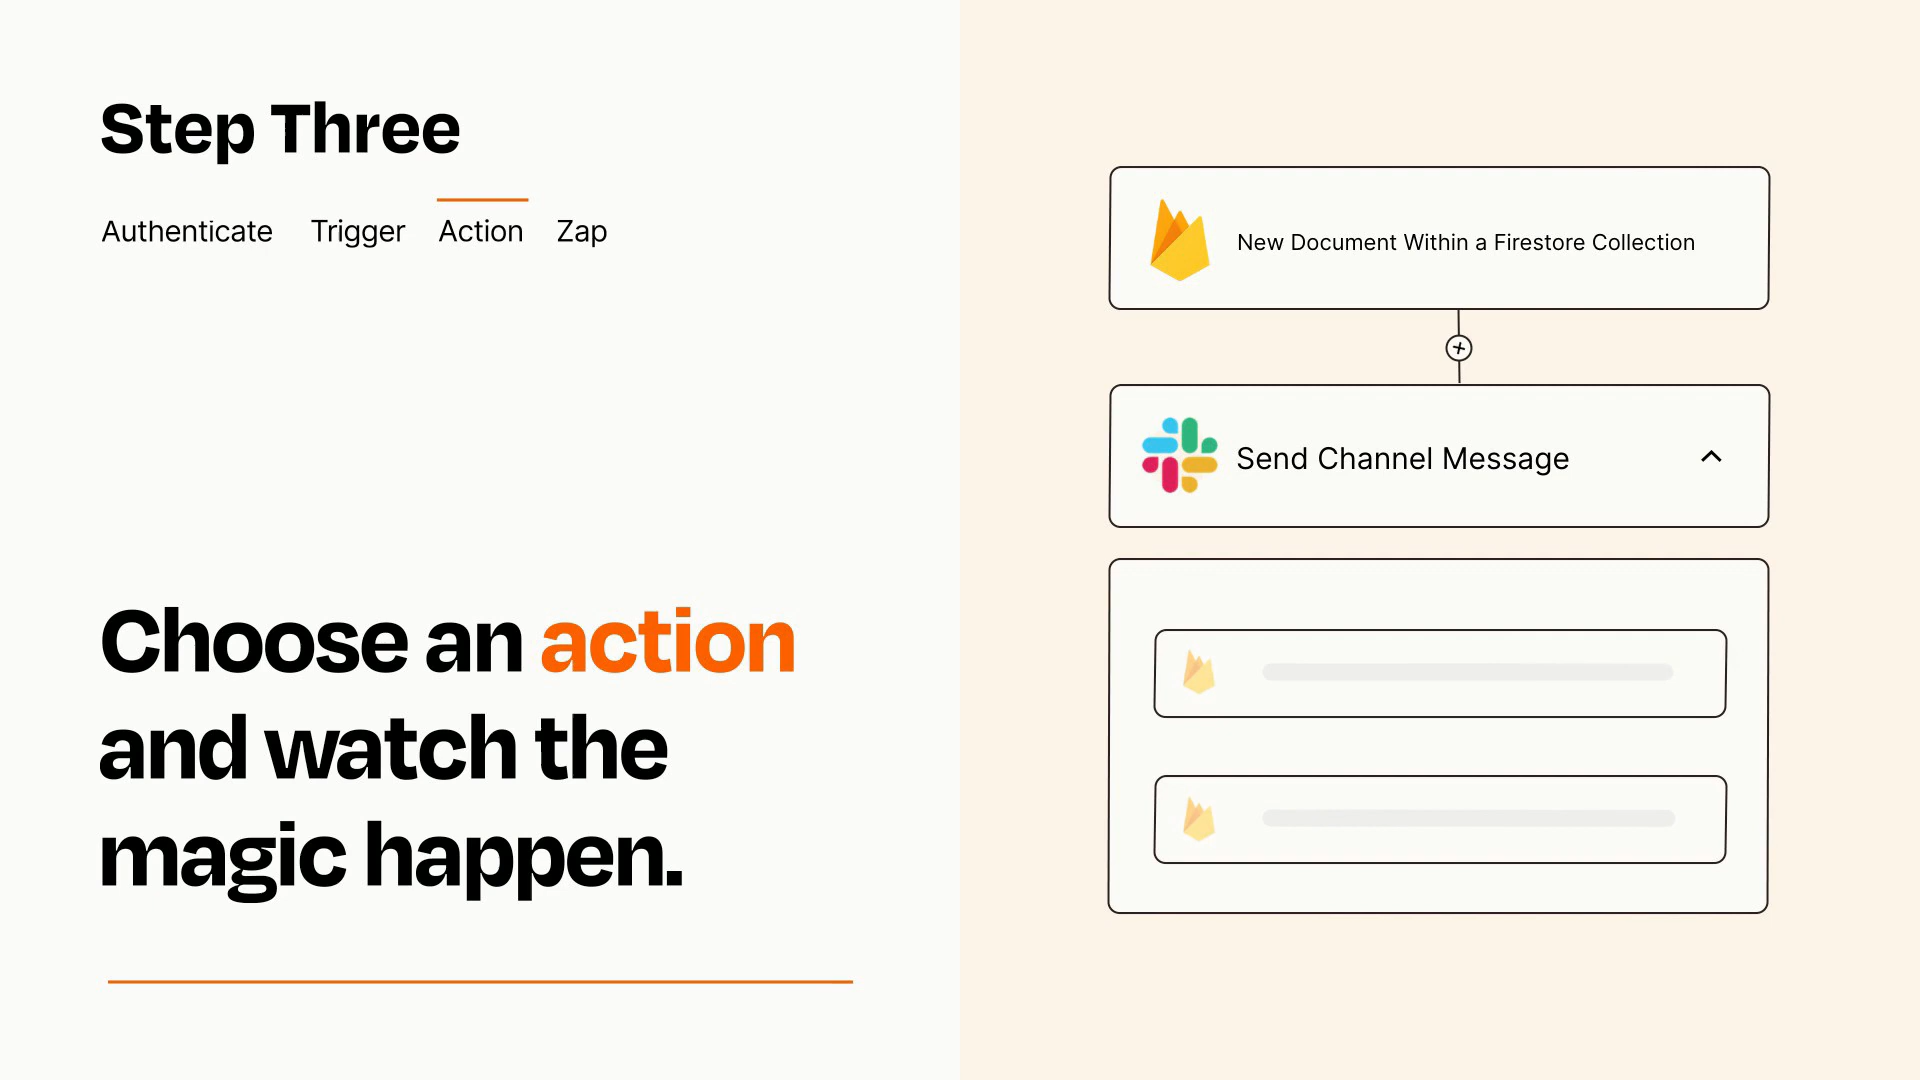 Step Three
Authenticate Trigger Action Zap
Choose an action
and watch the
magic happen.
New Document Within a Firestore Collection
Send Channel Message